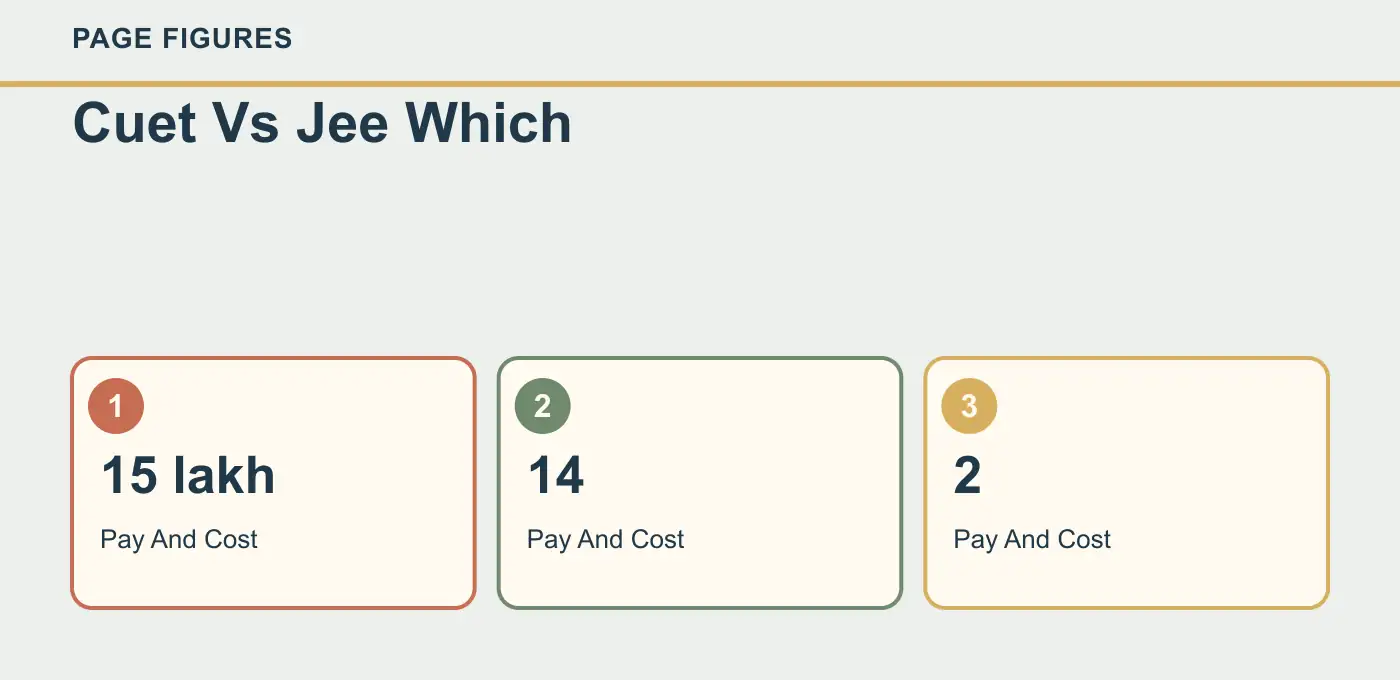 PAGE FIGURES
Cuet Vs Jee Which
1
15 lakh
Pay And Cost
2
14
Pay And Cost
3
2
Pay And Cost